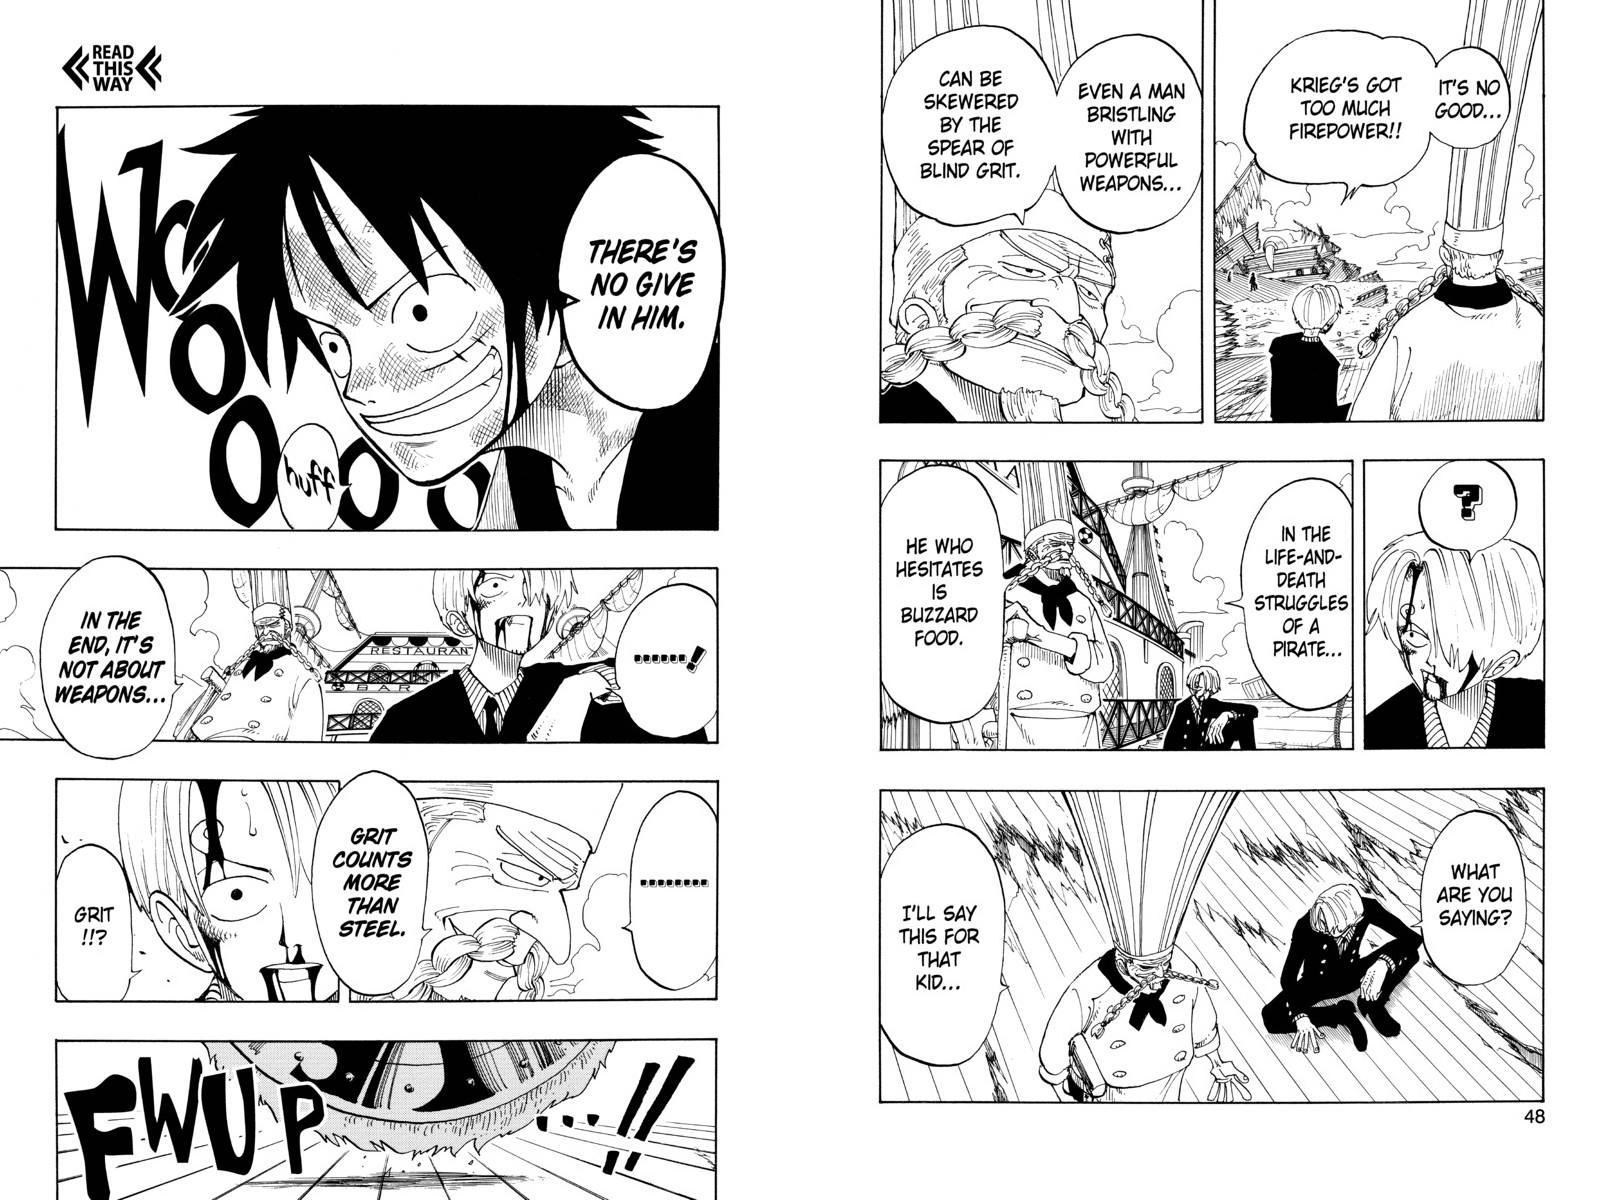 IT'S NO
GOOD...
KRIEG'S GOT
TOO MUCH
FIREPOWER!!
EVEN A MAN
BRISTLING
WITH
POWERFUL
WEAPONS...
CAN BE
SKEWERED
BY THE
SPEAR OF
BLIND GRIT.
?
IN THE
LIFE-AND-
DEATH
STRUGGLES
OF A
PIRATE...
HE WHO
HESITATES
IS
BUZZARD
FOOD.
WHAT
ARE YOU
SAYING?
I'LL SAY
THIS FOR
THAT
KID...
48
READ
THIS
WAY
THERE'S
NO GIVE
IN HIM.
WOOOOOO
huff
......!
RESTAURAN
BAR
IN THE
END, IT'S
NOT ABOUT
WEAPONS...
.........
GRIT
COUNTS
MORE
THAN
STEEL.
GRIT
!!?
FWUP
...!!
!!